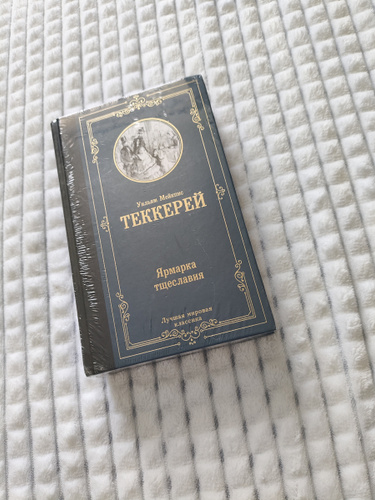 Уильям Мейкпис
ТЕККЕРЕЙ
Ярмарка
тщеславия
Лучшая мировая
классика